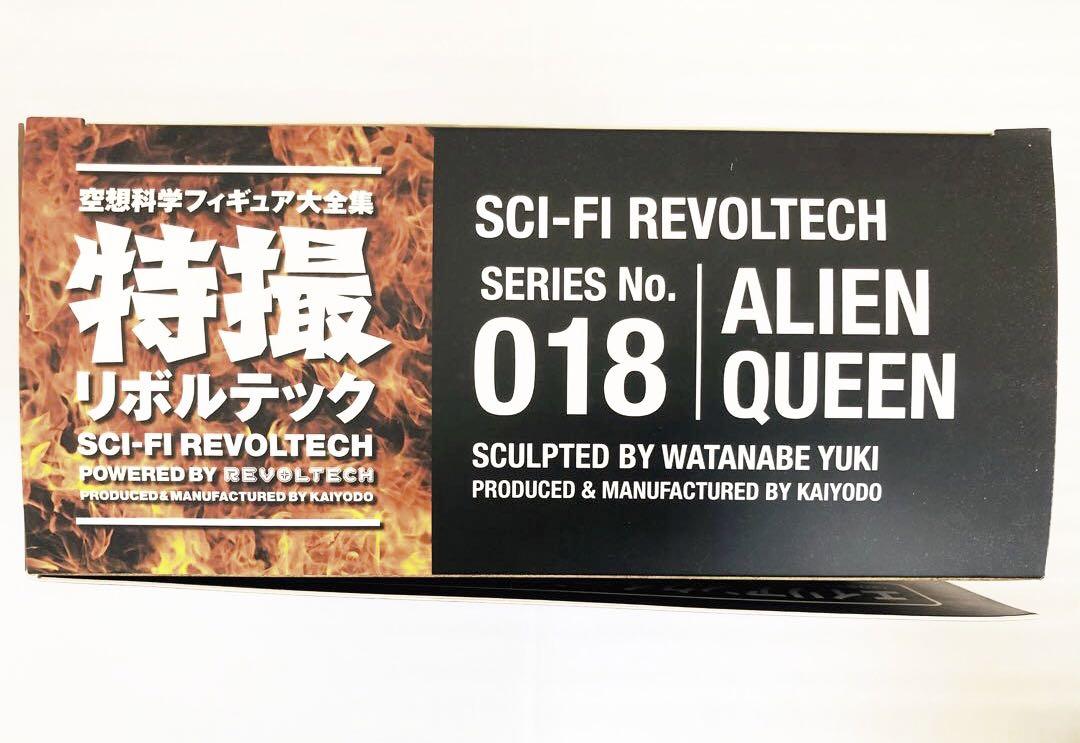 空想科学フィギュア大全集
特撮
リボルテック
SCI-FI REVOLTECH
POWERED BY REVOLTECH
PRODUCED & MANUFACTURED BY KAIYODO
SCI-FI REVOLTECH
SERIES No.
018
ALIEN
QUEEN
SCULPTED BY WATANABE YUKI
PRODUCED & MANUFACTURED BY KAIYODO